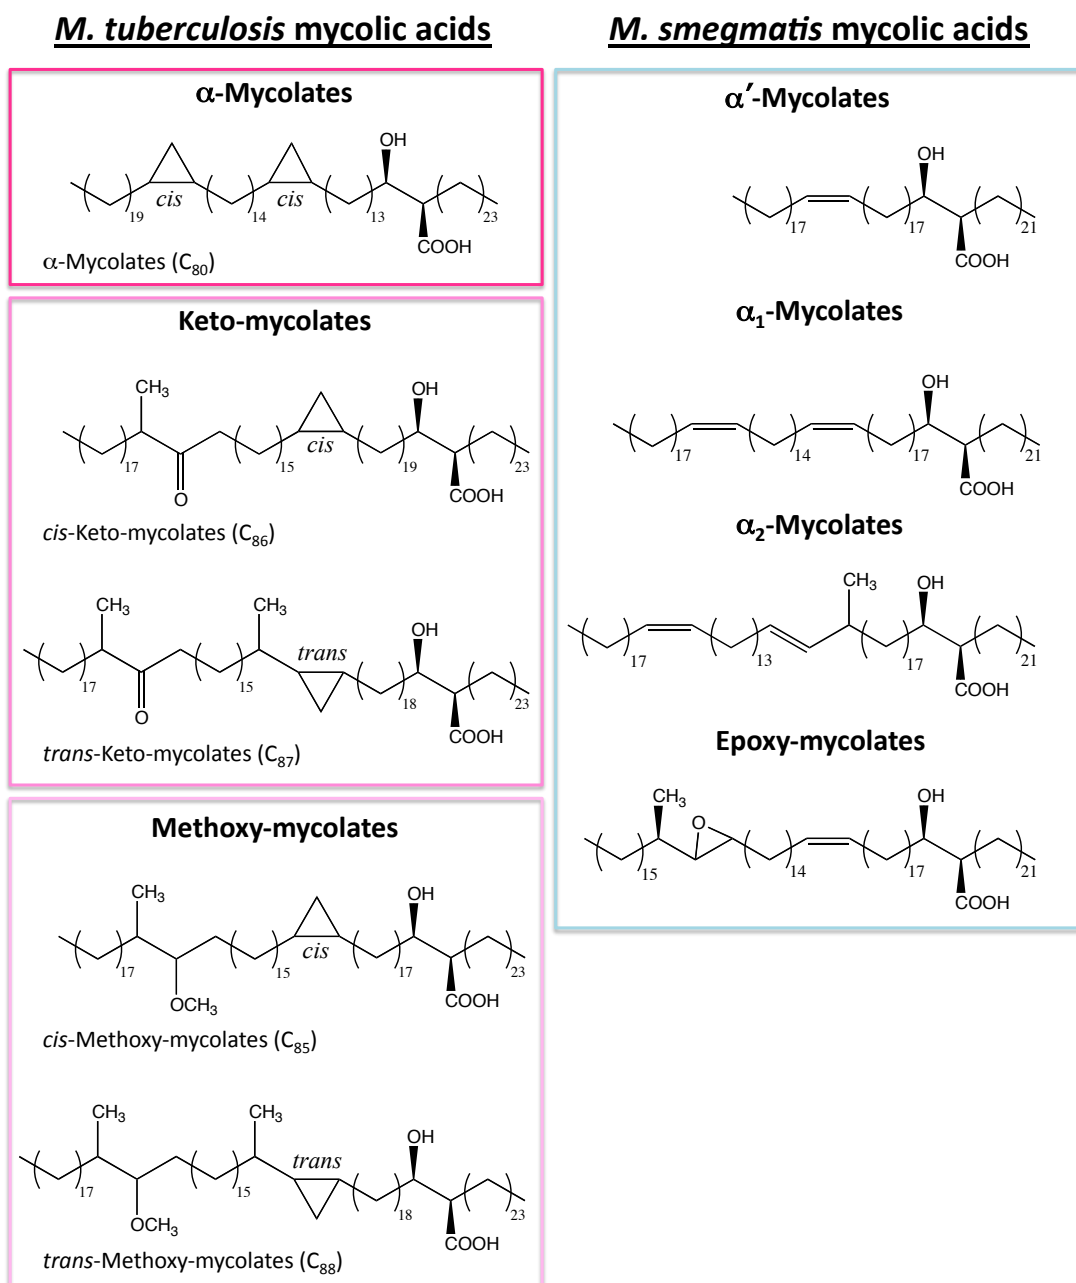 M. tuberculosis mycolic acids
α-Mycolates
OH
cis
cis
19
14
13
23
COOH
α-Mycolates (C80)
Keto-mycolates
CH3
OH
cis
17
15
19
23
O
COOH
cis-Keto-mycolates (C86)
CH3
CH3
OH
trans
17
15
18
23
O
COOH
trans-Keto-mycolates (C87)
Methoxy-mycolates
CH3
OH
cis
17
15
17
23
OCH3
COOH
cis-Methoxy-mycolates (C85)
CH3
CH3
OH
trans
17
15
18
23
OCH3
COOH
trans-Methoxy-mycolates (C88)
M. smegmatis mycolic acids
α′-Mycolates
OH
17
17
21
COOH
α1-Mycolates
OH
17
14
17
21
COOH
α2-Mycolates
CH3
OH
17
13
17
21
COOH
Epoxy-mycolates
CH3
OH
O
15
14
17
21
COOH